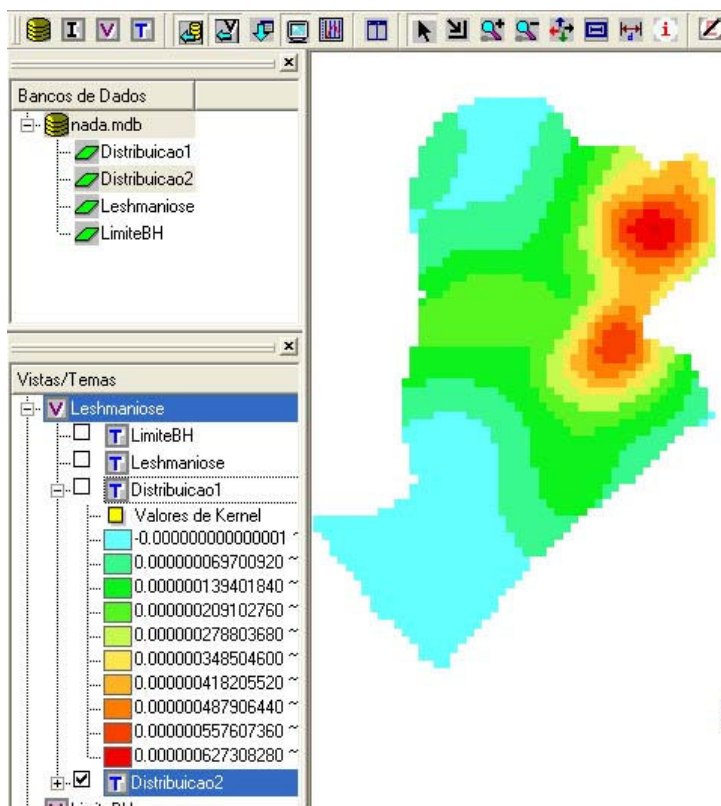 I V T
d i
Bancos de Dados
nada.mdb
Distribuicao1
Distribuicao2
Leshmaniose
LimiteBH
Vistas/Temas
V Leshmaniose
T LimiteBH
T Leshmaniose
T Distribuicao1
Valores de Kernel
-0.000000000000001 ~
0.000000069700920 ~
0.000000139401840 ~
0.000000209102760 ~
0.000000278803680 ~
0.000000348504600 ~
0.000000418205520 ~
0.000000487906440 ~
0.000000557607360 ~
0.000000627308280 ~
T Distribuicao2